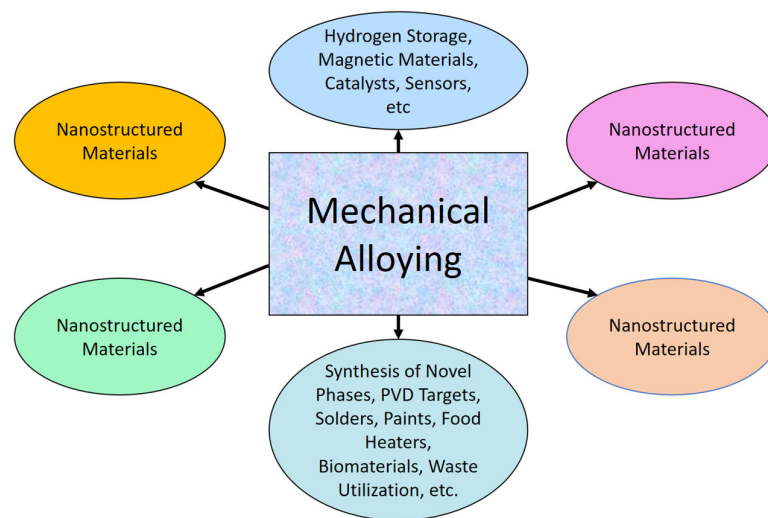 Hydrogen Storage,
Magnetic Materials,
Catalysts, Sensors,
etc
Nanostructured
Materials
Nanostructured
Materials
Mechanical
Alloying
Nanostructured
Materials
Nanostructured
Materials
Synthesis of Novel
Phases, PVD Targets,
Solders, Paints, Food
Heaters,
Biomaterials, Waste
Utilization, etc.